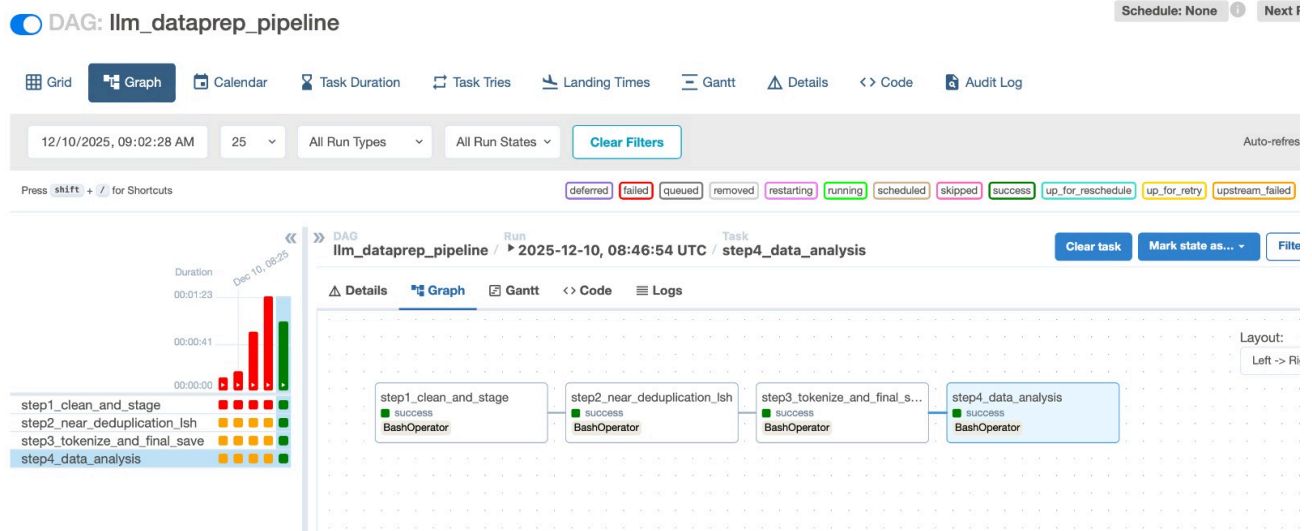 DAG: llm_dataprep_pipeline
Schedule: None
Next
Grid
Graph
Calendar
Task Duration
Task Tries
Landing Times
Gantt
Details
<> Code
Audit Log
12/10/2025, 09:02:28 AM
25
All Run Types
All Run States
Clear Filters
Auto-refres
Press shift + / for Shortcuts
deferred
failed
queued
removed
restarting
running
scheduled
skipped
success
up_for_reschedule
up_for_retry
upstream_failed
DAG
llm_dataprep_pipeline /
Run
2025-12-10, 08:46:54 UTC /
Task
step4_data_analysis
Clear task
Mark state as...
Filte
Details
Graph
Gantt
<> Code
Logs
Dec 10, 08:25
Duration
00:01:23
00:00:41
00:00:00
step1_clean_and_stage
step2_near_deduplication_lsh
step3_tokenize_and_final_save
step4_data_analysis
Layout:
Left -> Ri
step1_clean_and_stage
success
BashOperator
step2_near_deduplication_lsh
success
BashOperator
step3_tokenize_and_final_s...
success
BashOperator
step4_data_analysis
success
BashOperator